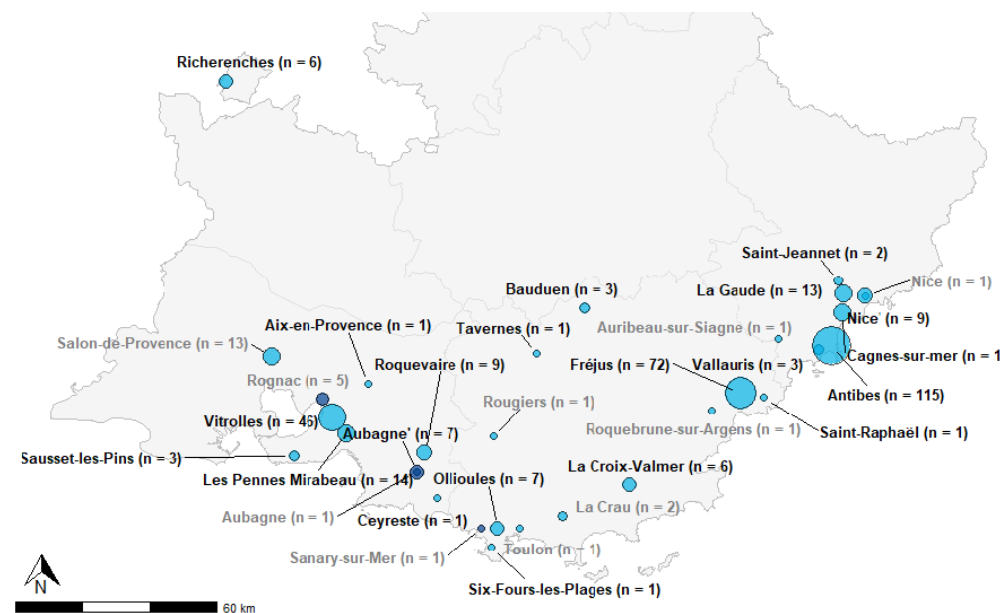 Richerenches (n = 6)
Saint-Jeannet (n = 2)
Nice (n = 1)
La Gaude (n = 13)
Bauduen (n = 3)
Nice' (n = 9)
Aix-en-Provence (n = 1)
Tavernes (n = 1)
Auribeau-sur-Siagne (n = 1)
Salon-de-Provence (n = 13)
Cagnes-sur-mer (n = 1
Roquevaire (n = 9)
Fréjus (n = 72)
Vallauris (n = 3)
Rognac (n = 5)
Antibes (n = 115)
Rougiers (n = 1)
Vitrolles (n = 46)
Aubagne' (n = 7)
Roquebrune-sur-Argens (n = 1)
Saint-Raphaël (n = 1)
Sausset-les-Pins (n = 3)
La Croix-Valmer (n = 6)
Les Pennes Mirabeau (n = 14)
Ollioules (n = 7)
La Crau (n = 2)
Aubagne (n = 1)
Ceyreste (n = 1)
Toulon (n = 1)
Sanary-sur-Mer (n = 1)
Six-Fours-les-Plages (n = 1)
N
60 km